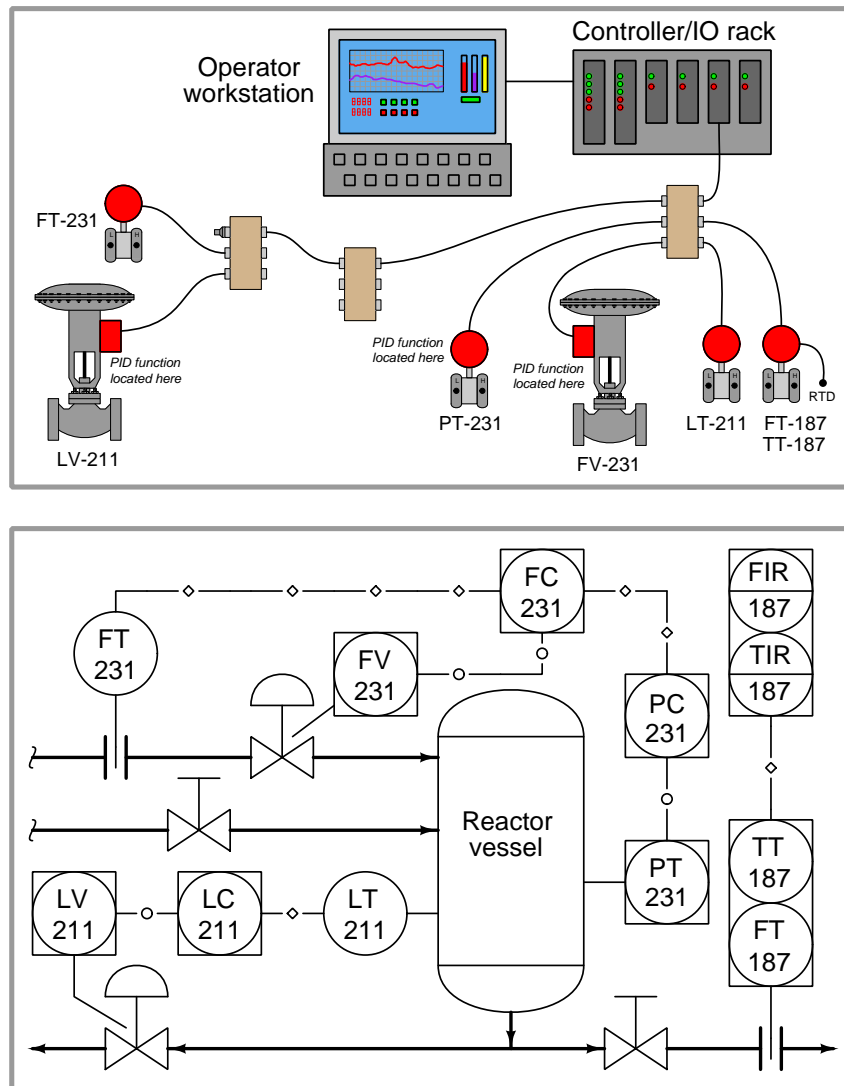 Operator
workstation
Controller/IO rack
FT-231
L H
PID function
located here
LV-211
PID function
located here
L H
PT-231
PID function
located here
FV-231
L H
LT-211
L H
RTD
FT-187
TT-187
FC
231
FIR
187
FT
231
FV
231
TIR
187
PC
231
Reactor
vessel
LV
211
LC
211
LT
211
PT
231
TT
187
FT
187